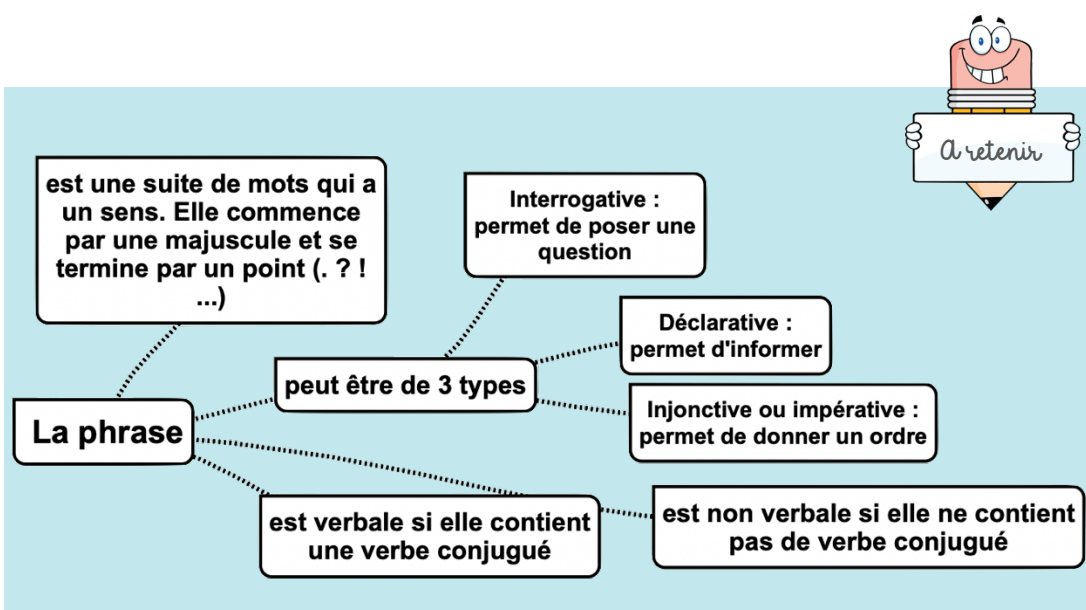 A retenir
est une suite de mots qui a
un sens. Elle commence
par une majuscule et se
termine par un point (. ? !
...)
Interrogative :
permet de poser une
question
Déclarative :
permet d'informer
peut être de 3 types
Injonctive ou impérative :
permet de donner un ordre
La phrase
est verbale si elle contient
une verbe conjugué
est non verbale si elle ne contient
pas de verbe conjugué